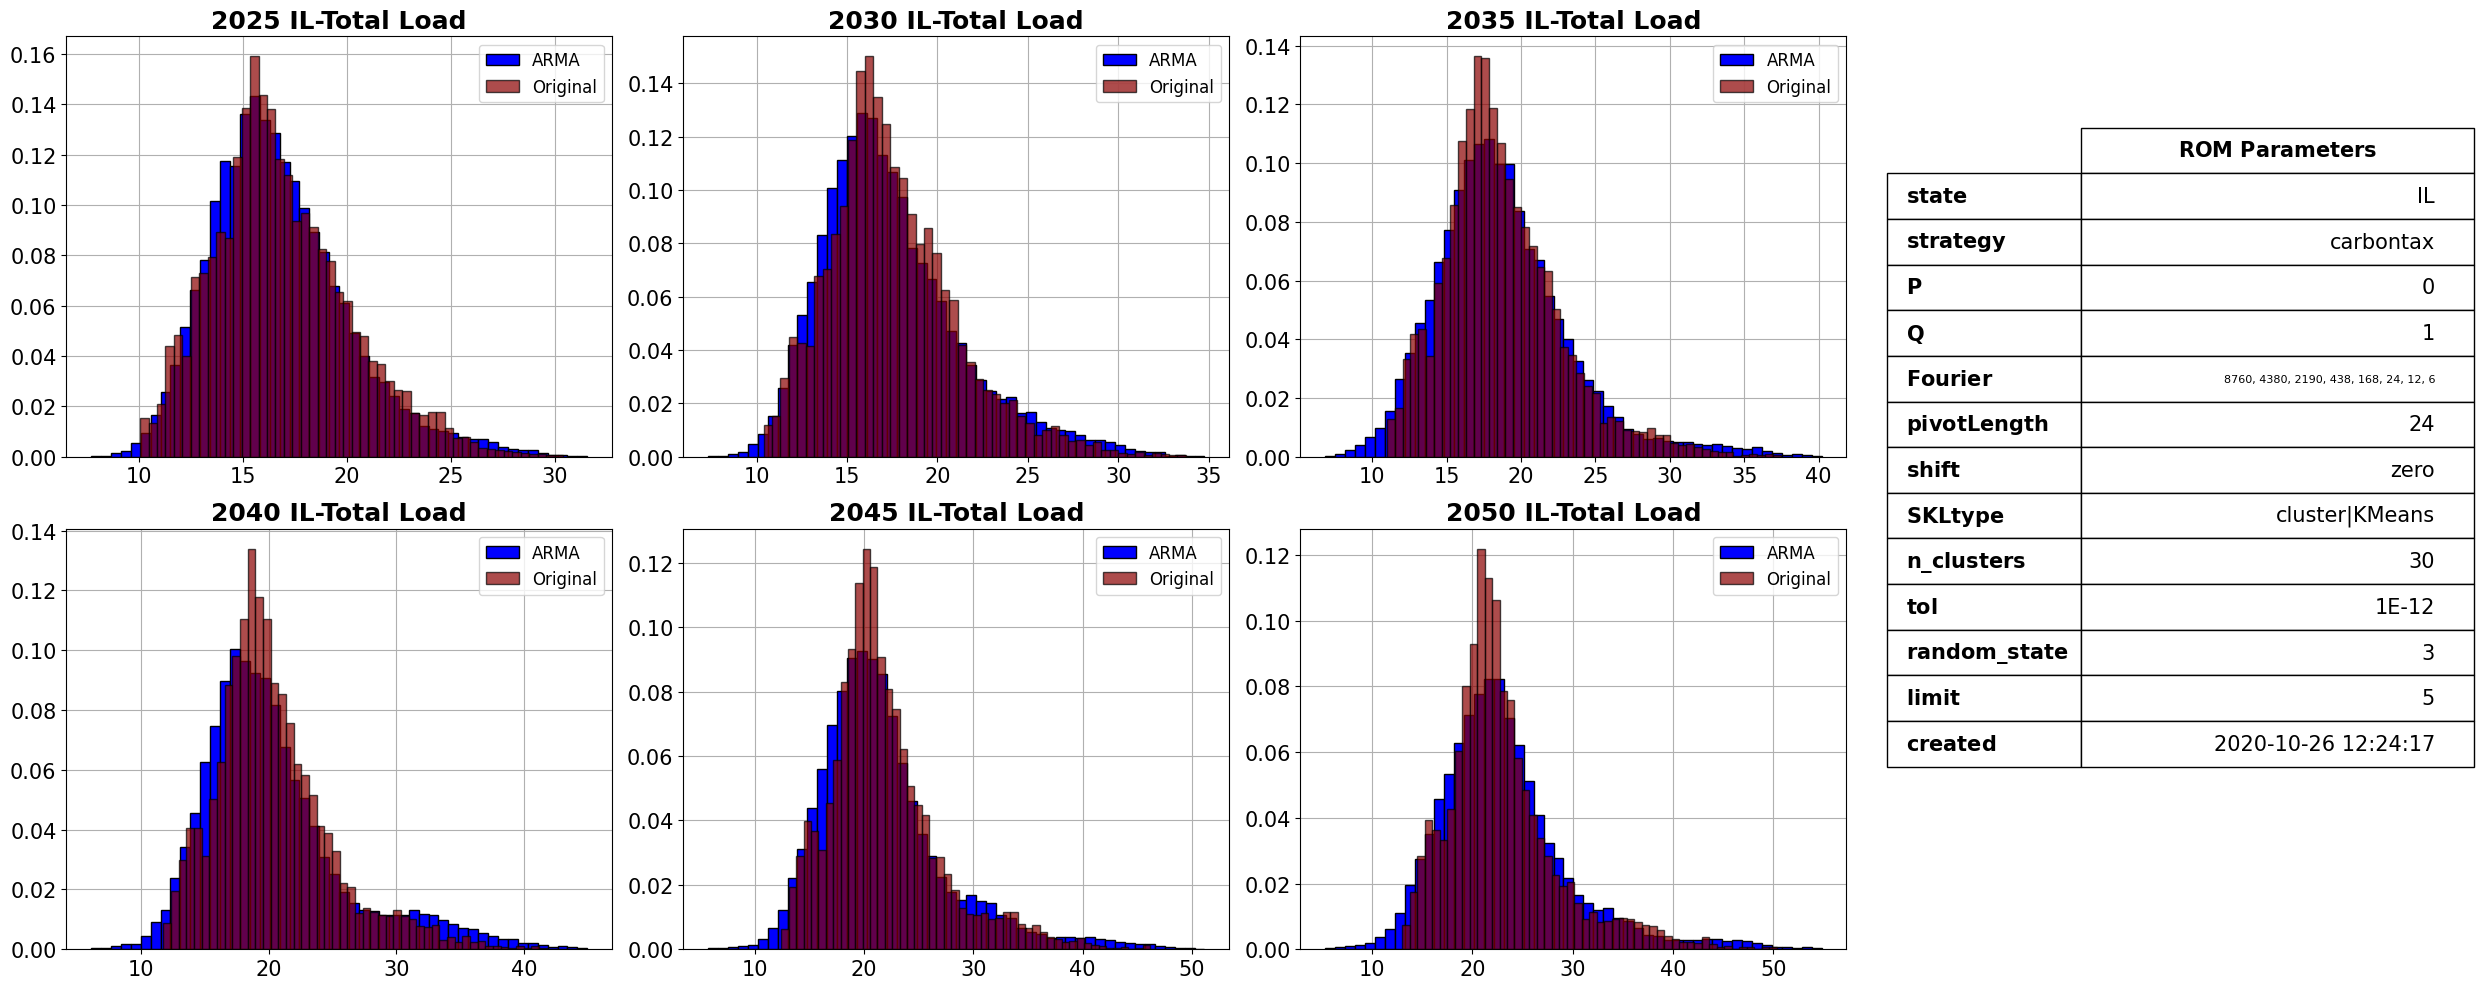 2025 IL-Total Load
0.16
0.14
0.12
0.10
0.08
0.06
0.04
0.02
0.00
10 15 20 25 30
ARMA
Original
2030 IL-Total Load
0.14
0.12
0.10
0.08
0.06
0.04
0.02
0.00
10 15 20 25 30 35
ARMA
Original
2035 IL-Total Load
0.14
0.12
0.10
0.08
0.06
0.04
0.02
0.00
10 15 20 25 30 35 40
ARMA
Original
2040 IL-Total Load
0.14
0.12
0.10
0.08
0.06
0.04
0.02
0.00
10 20 30 40
ARMA
Original
2045 IL-Total Load
0.12
0.10
0.08
0.06
0.04
0.02
0.00
10 20 30 40 50
ARMA
Original
2050 IL-Total Load
0.12
0.10
0.08
0.06
0.04
0.02
0.00
10 20 30 40 50
ARMA
Original
ROM Parameters
state IL
strategy carbontax
P 0
Q 1
Fourier 8760, 4380, 2190, 438, 168, 24, 12, 6
pivotLength 24
shift zero
SKLtype cluster|KMeans
n_clusters 30
tol 1E-12
random_state 3
limit 5
created 2020-10-26 12:24:17